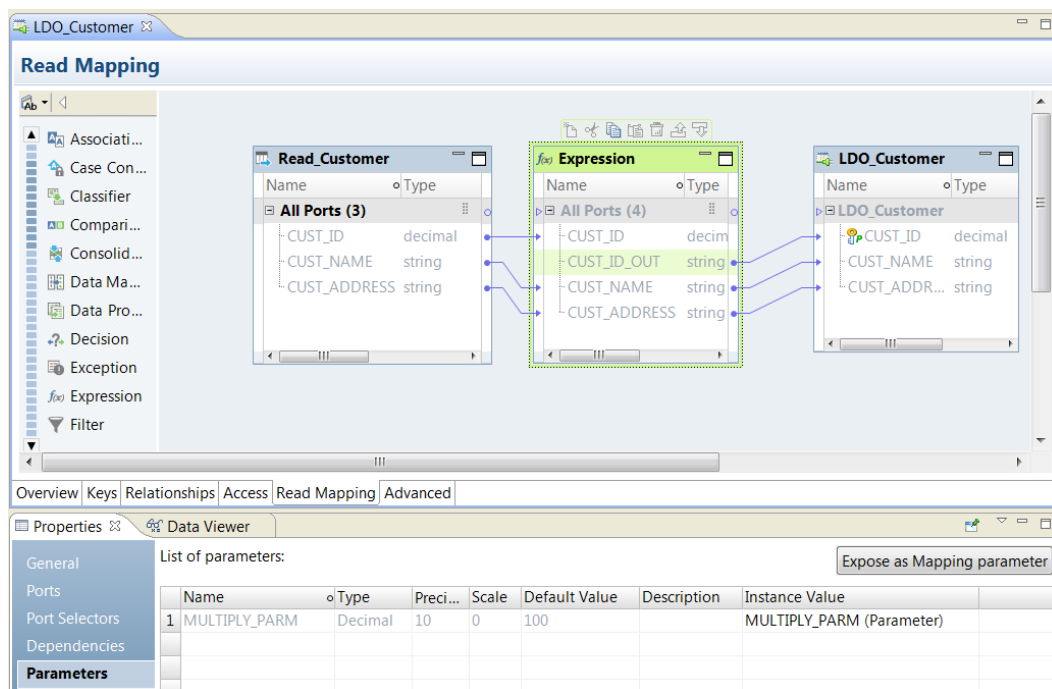 LDO_Customer
Read Mapping
Ab
Associati...
Case Con...
Classifier
Compari...
Consolid...
Data Ma...
Data Pro...
Decision
Exception
f(x) Expression
Filter
Read_Customer
Name Type
All Ports (3)
CUST_ID decimal
CUST_NAME string
CUST_ADDRESS string
f(x) Expression
Name Type
All Ports (4)
CUST_ID decim
CUST_ID_OUT string
CUST_NAME string
CUST_ADDRESS string
LDO_Customer
Name Type
LDO_Customer
CUST_ID decimal
CUST_NAME string
CUST_ADDR... string
Overview Keys Relationships Access Read Mapping Advanced
Properties Data Viewer
General
Ports
Port Selectors
Dependencies
Parameters
List of parameters:
Expose as Mapping parameter
Name Type Preci... Scale Default Value Description Instance Value
1 MULTIPLY_PARM Decimal 10 0 100 MULTIPLY_PARM (Parameter)